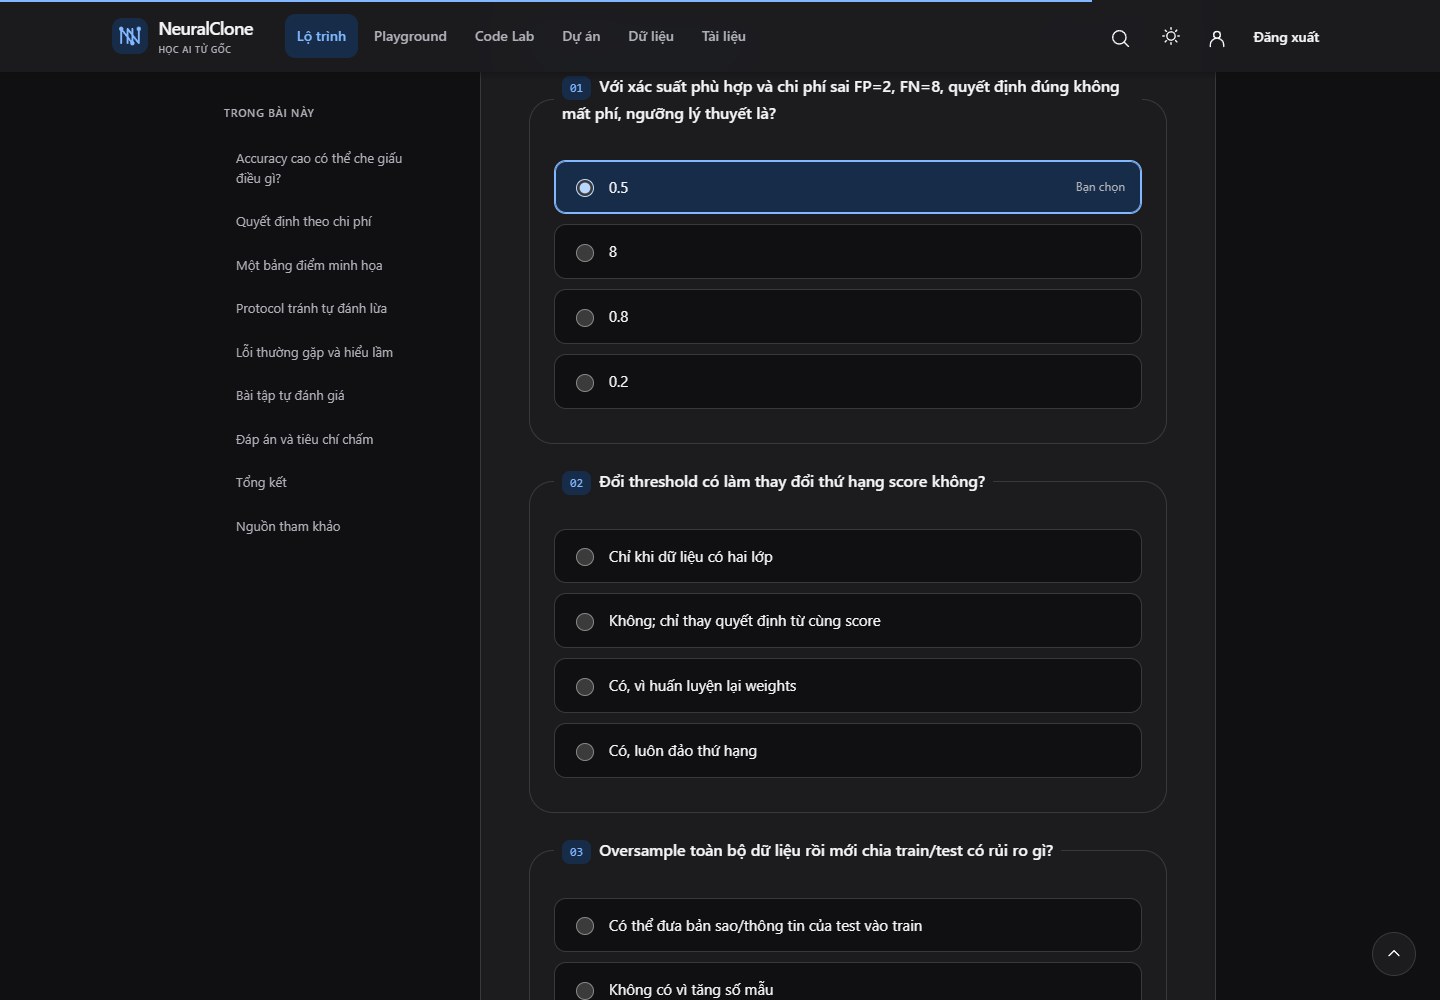 NeuralClone
HỌC AI TỪ GỐC
Lộ trình
Playground
Code Lab
Dự án
Dữ liệu
Tài liệu
Đăng xuất
TRONG BÀI NÀY
Accuracy cao có thể che giấu
điều gì?
Quyết định theo chi phí
Một bảng điểm minh họa
Protocol tránh tự đánh lừa
Lỗi thường gặp và hiểu lầm
Bài tập tự đánh giá
Đáp án và tiêu chí chấm
Tổng kết
Nguồn tham khảo
01 Với xác suất phù hợp và chi phí sai FP=2, FN=8, quyết định đúng không
mất phí, ngưỡng lý thuyết là?
0.5
Bạn chọn
8
0.8
0.2
02 Đổi threshold có làm thay đổi thứ hạng score không?
Chỉ khi dữ liệu có hai lớp
Không; chỉ thay quyết định từ cùng score
Có, vì huấn luyện lại weights
Có, luôn đảo thứ hạng
03 Oversample toàn bộ dữ liệu rồi mới chia train/test có rủi ro gì?
Có thể đưa bản sao/thông tin của test vào train
Không có vì tăng số mẫu